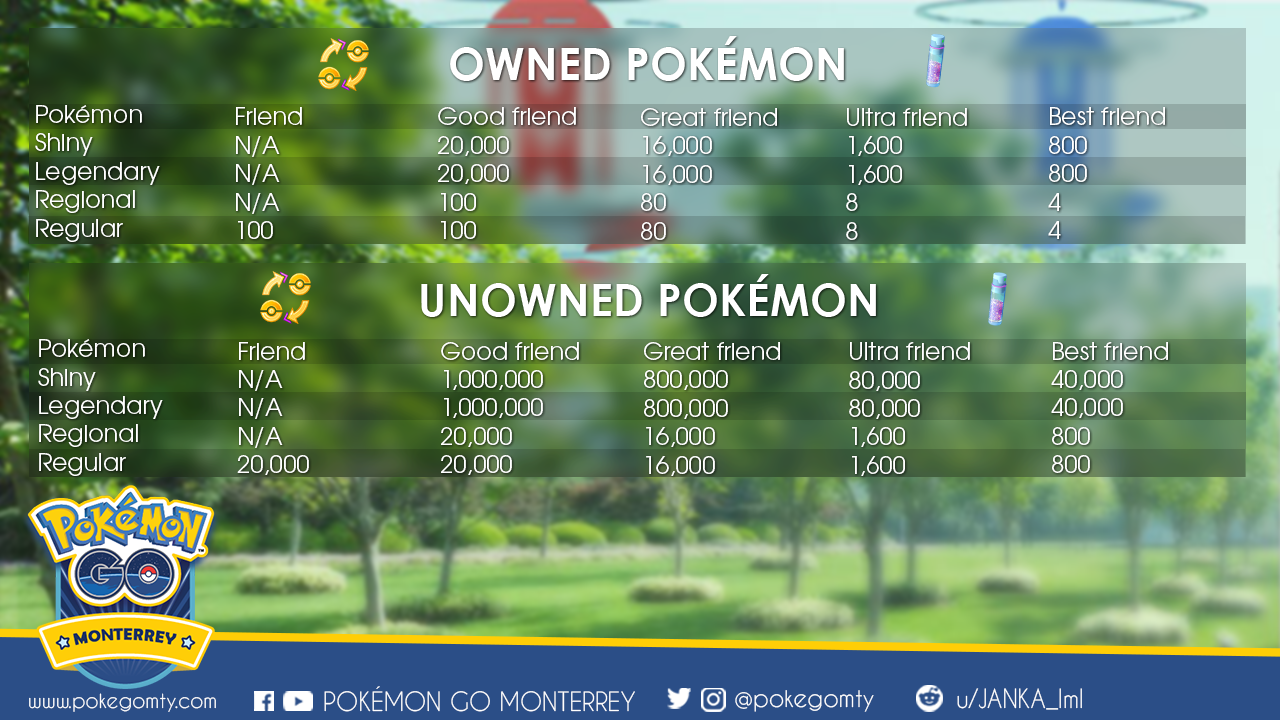 OWNED POKÉMON
Pokémon Friend Good friend Great friend Ultra friend Best friend
Shiny N/A 20,000 16,000 1,600 800
Legendary N/A 20,000 16,000 1,600 800
Regional N/A 100 80 8 4
Regular 100 100 80 8 4
UNOWNED POKÉMON
Pokémon Friend Good friend Great friend Ultra friend Best friend
Shiny N/A 1,000,000 800,000 80,000 40,000
Legendary N/A 1,000,000 800,000 80,000 40,000
Regional N/A 20,000 16,000 1,600 800
Regular 20,000 20,000 16,000 1,600 800
POKÉMON™
GO
MONTERREY
www.pokegomty.com POKÉMON GO MONTERREY @pokegomty u/JANKA_lml